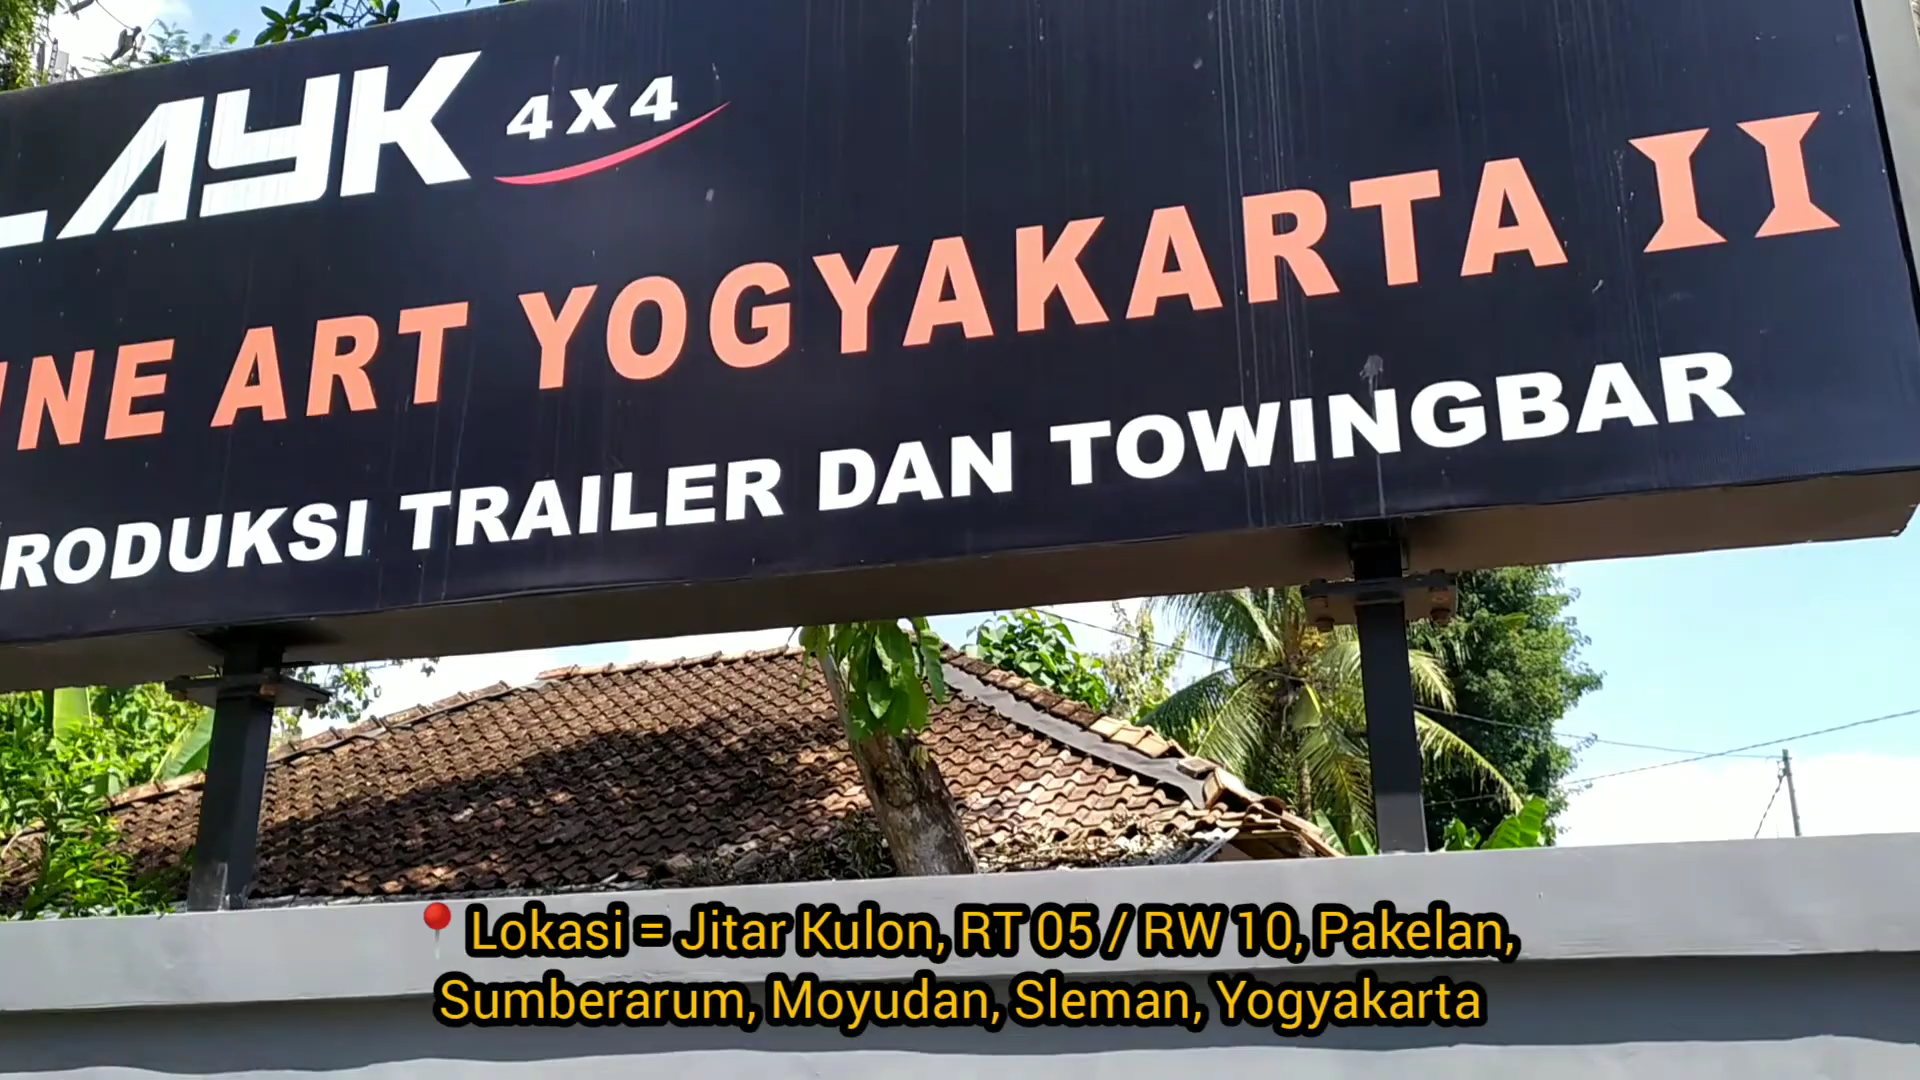 LAYK 4X4
INE ART YOGYAKARTA II
RODUKSI TRAILER DAN TOWINGBAR
📍Lokasi = Jitar Kulon, RT 05 / RW 10, Pakelan,
Sumberarum, Moyudan, Sleman, Yogyakarta